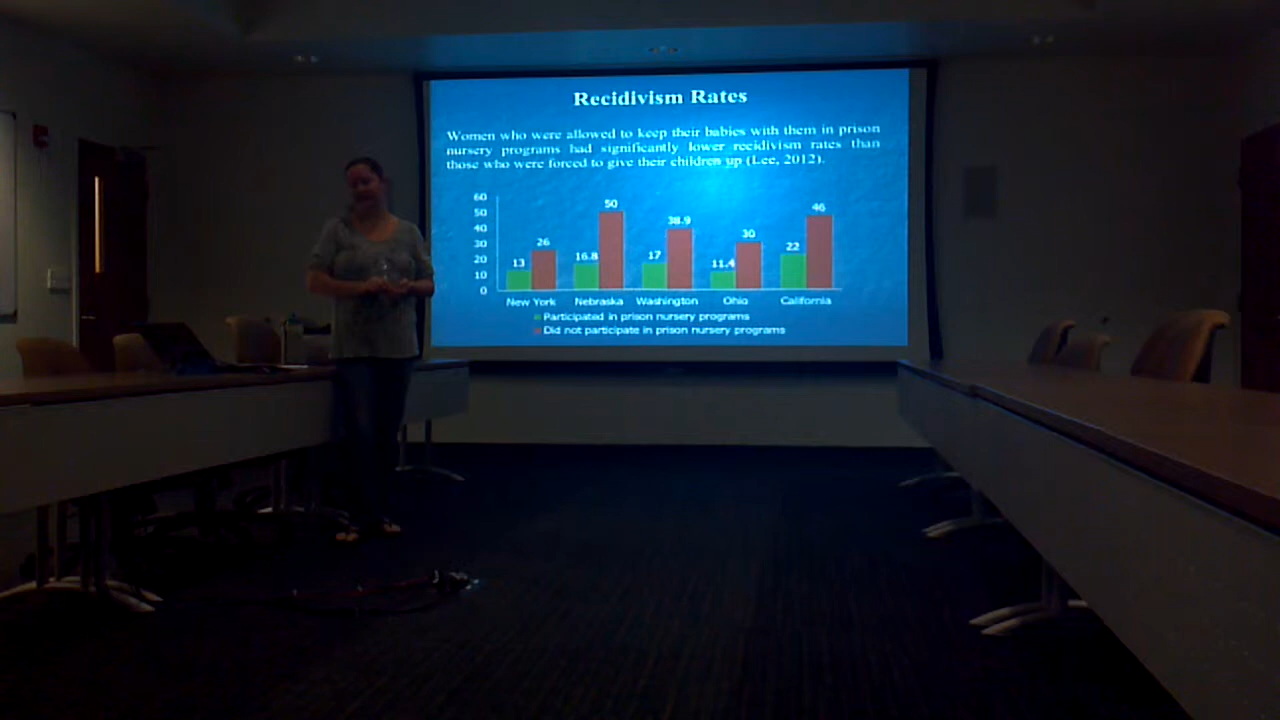 Recidivism Rates
Women who were allowed to keep their babies with them in prison
nursery programs had significantly lower recidivism rates than
those who were forced to give their children up (Lee, 2012).
60
50
40
30
20
10
0
13
26
16.8
50
17
38.9
11.4
30
22
46
New York Nebraska Washington Ohio California
Participated in prison nursery programs
Did not participate in prison nursery programs